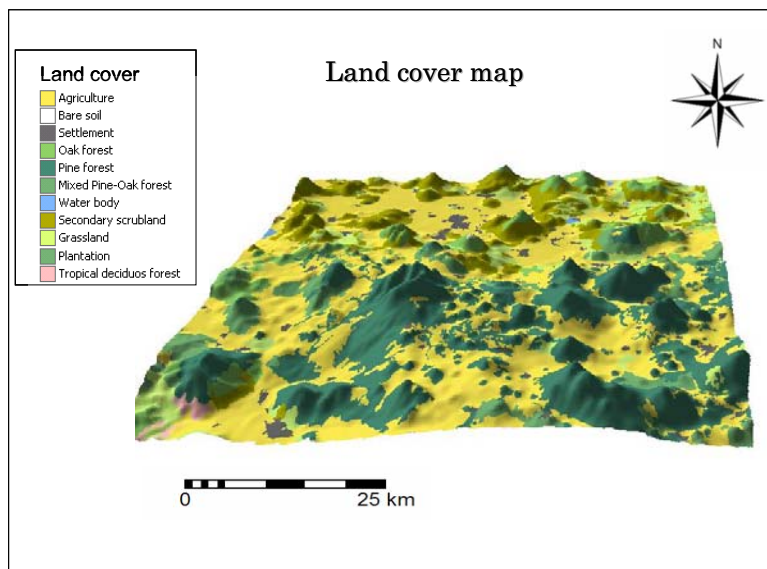 Land cover map
N
Land cover
Agriculture
Bare soil
Settlement
Oak forest
Pine forest
Mixed Pine-Oak forest
Water body
Secondary scrubland
Grassland
Plantation
Tropical deciduos forest
0 25 km